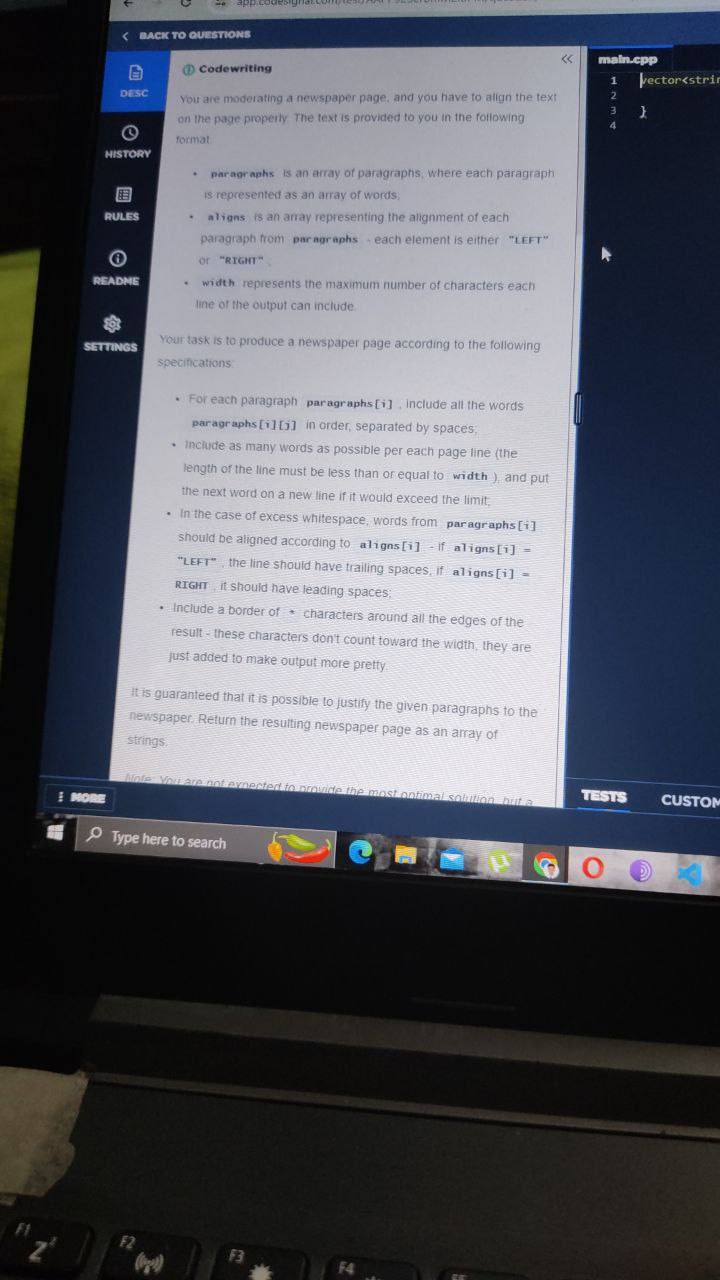 BACK TO QUESTIONS
DESC
HISTORY
RULES
README
SETTINGS
MORE
Codewriting
You are moderating a newspaper page, and you have to align the text
on the page properly. The text is provided to you in the following
format:
• paragraphs is an array of paragraphs, where each paragraph
is represented as an array of words;
• aligns is an array representing the alignment of each
paragraph from paragraphs - each element is either "LEFT"
or "RIGHT".
• width represents the maximum number of characters each
line of the output can include.
Your task is to produce a newspaper page according to the following
specifications:
• For each paragraph paragraphs[i], include all the words
paragraphs[i][j] in order, separated by spaces;
• Include as many words as possible per each page line (the
length of the line must be less than or equal to width), and put
the next word on a new line if it would exceed the limit;
• In the case of excess whitespace, words from paragraphs[i]
should be aligned according to aligns[i] - if aligns[i] =
"LEFT", the line should have trailing spaces, if aligns[i] =
RIGHT, it should have leading spaces;
• Include a border of * characters around all the edges of the
result - these characters don't count toward the width, they are
just added to make output more pretty.
It is guaranteed that it is possible to justify the given paragraphs to the
newspaper. Return the resulting newspaper page as an array of
strings.
Note: You are not expected to provide the most optimal solution, but a
main.cpp
1 vector<strin
2
3 }
4
TESTS CUSTOM
Type here to search
F1
Z
F2
F3
F4